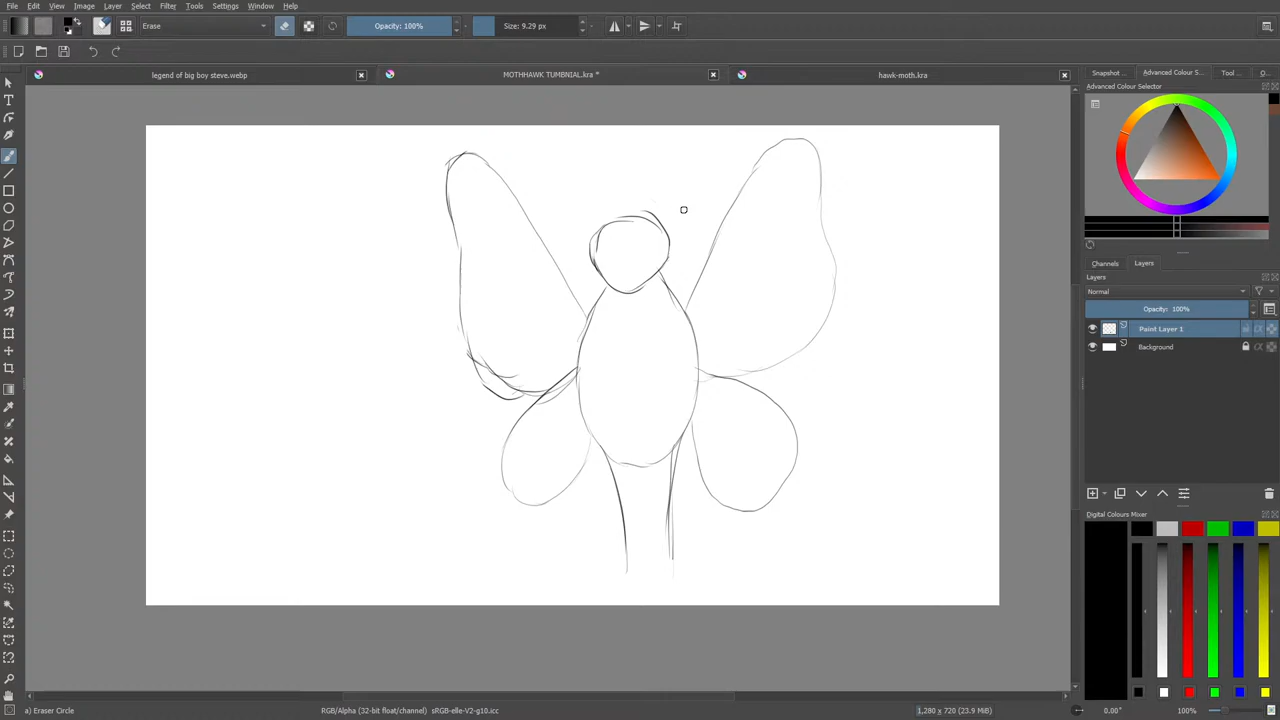 File Edit View Image Layer Select Filter Tools Settings Window Help
Erase Opacity: 100% Size: 9.29 px
legend of big boy steve.webp MOTHHAWK TUMBNIAL.kra * hawk-moth.kra
Snapshot ... Advanced Colour S... Tool ... O...
Advanced Colour Selector
Channels Layers
Layers
Normal
Opacity: 100%
Paint Layer 1
Background
Digital Colours Mixer
a) Eraser Circle RGB/Alpha (32-bit float/channel) sRGB-elle-V2-g10.icc 1,280 x 720 (23.9 MiB) 0.00° 100%